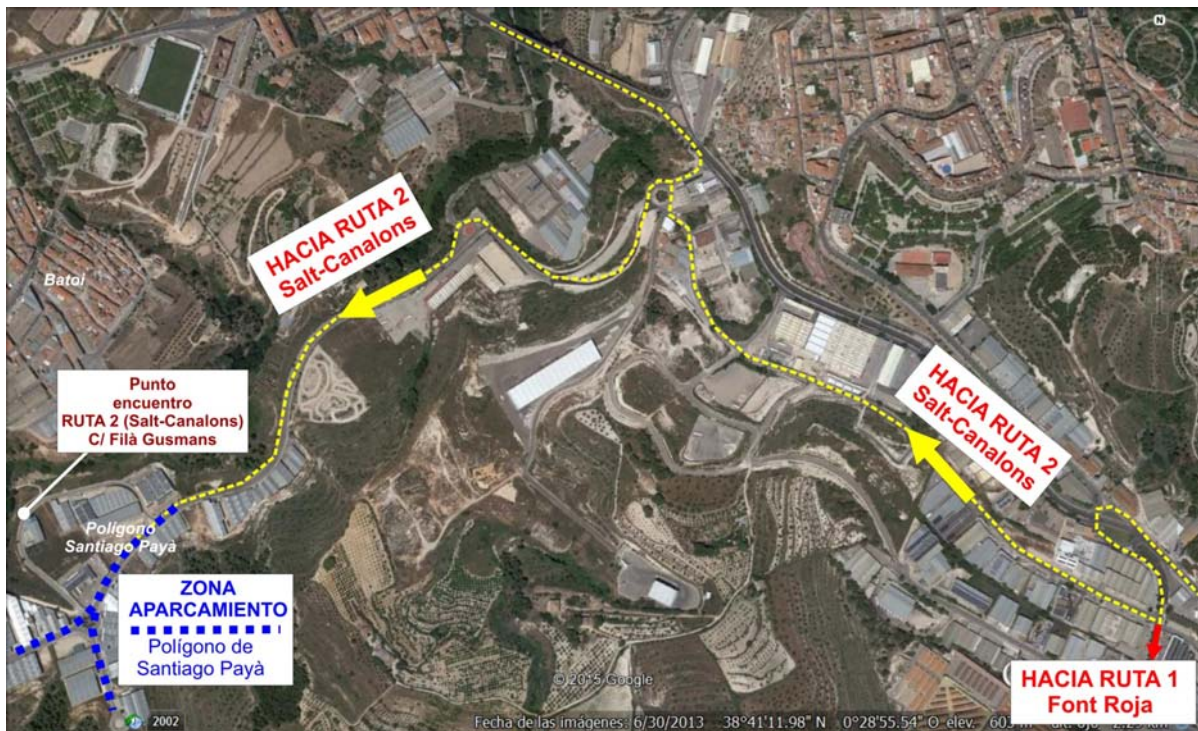 N
HACIA RUTA 2
Salt-Canalons
Batoi
HACIA RUTA 2
Salt-Canalons
Punto
encuentro
RUTA 2 (Salt-Canalons)
C/ Filà Gusmans
Polígono
Santiago Payà
ZONA
APARCAMIENTO
Polígono de
Santiago Payà
HACIA RUTA 1
Font Roja
© 2015 Google
2002
Fecha de las imágenes: 6/30/2013 38°41'11.98" N 0°28'55.54" O elev. 603 m